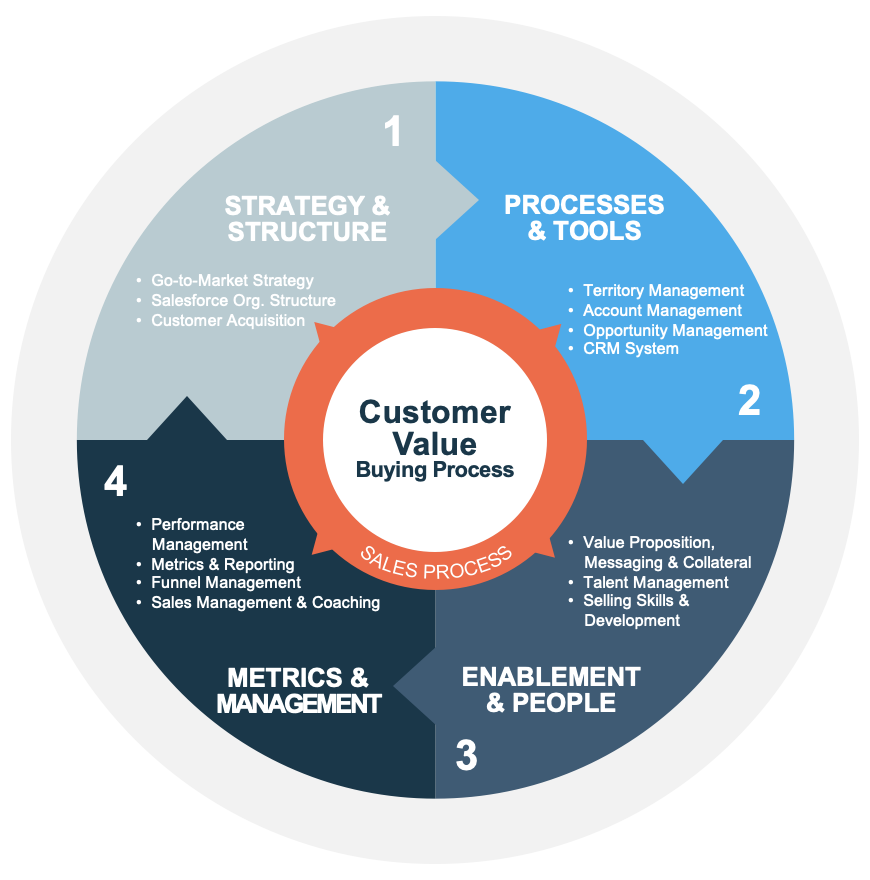 1
STRATEGY &
STRUCTURE
• Go-to-Market Strategy
• Salesforce Org. Structure
• Customer Acquisition
PROCESSES
& TOOLS
• Territory Management
• Account Management
• Opportunity Management
• CRM System
2
Customer
Value
Buying Process
SALES PROCESS
• Value Proposition,
Messaging & Collateral
• Talent Management
• Selling Skills &
Development
ENABLEMENT
& PEOPLE
3
4
• Performance
Management
• Metrics & Reporting
• Funnel Management
• Sales Management & Coaching
METRICS &
MANAGEMENT